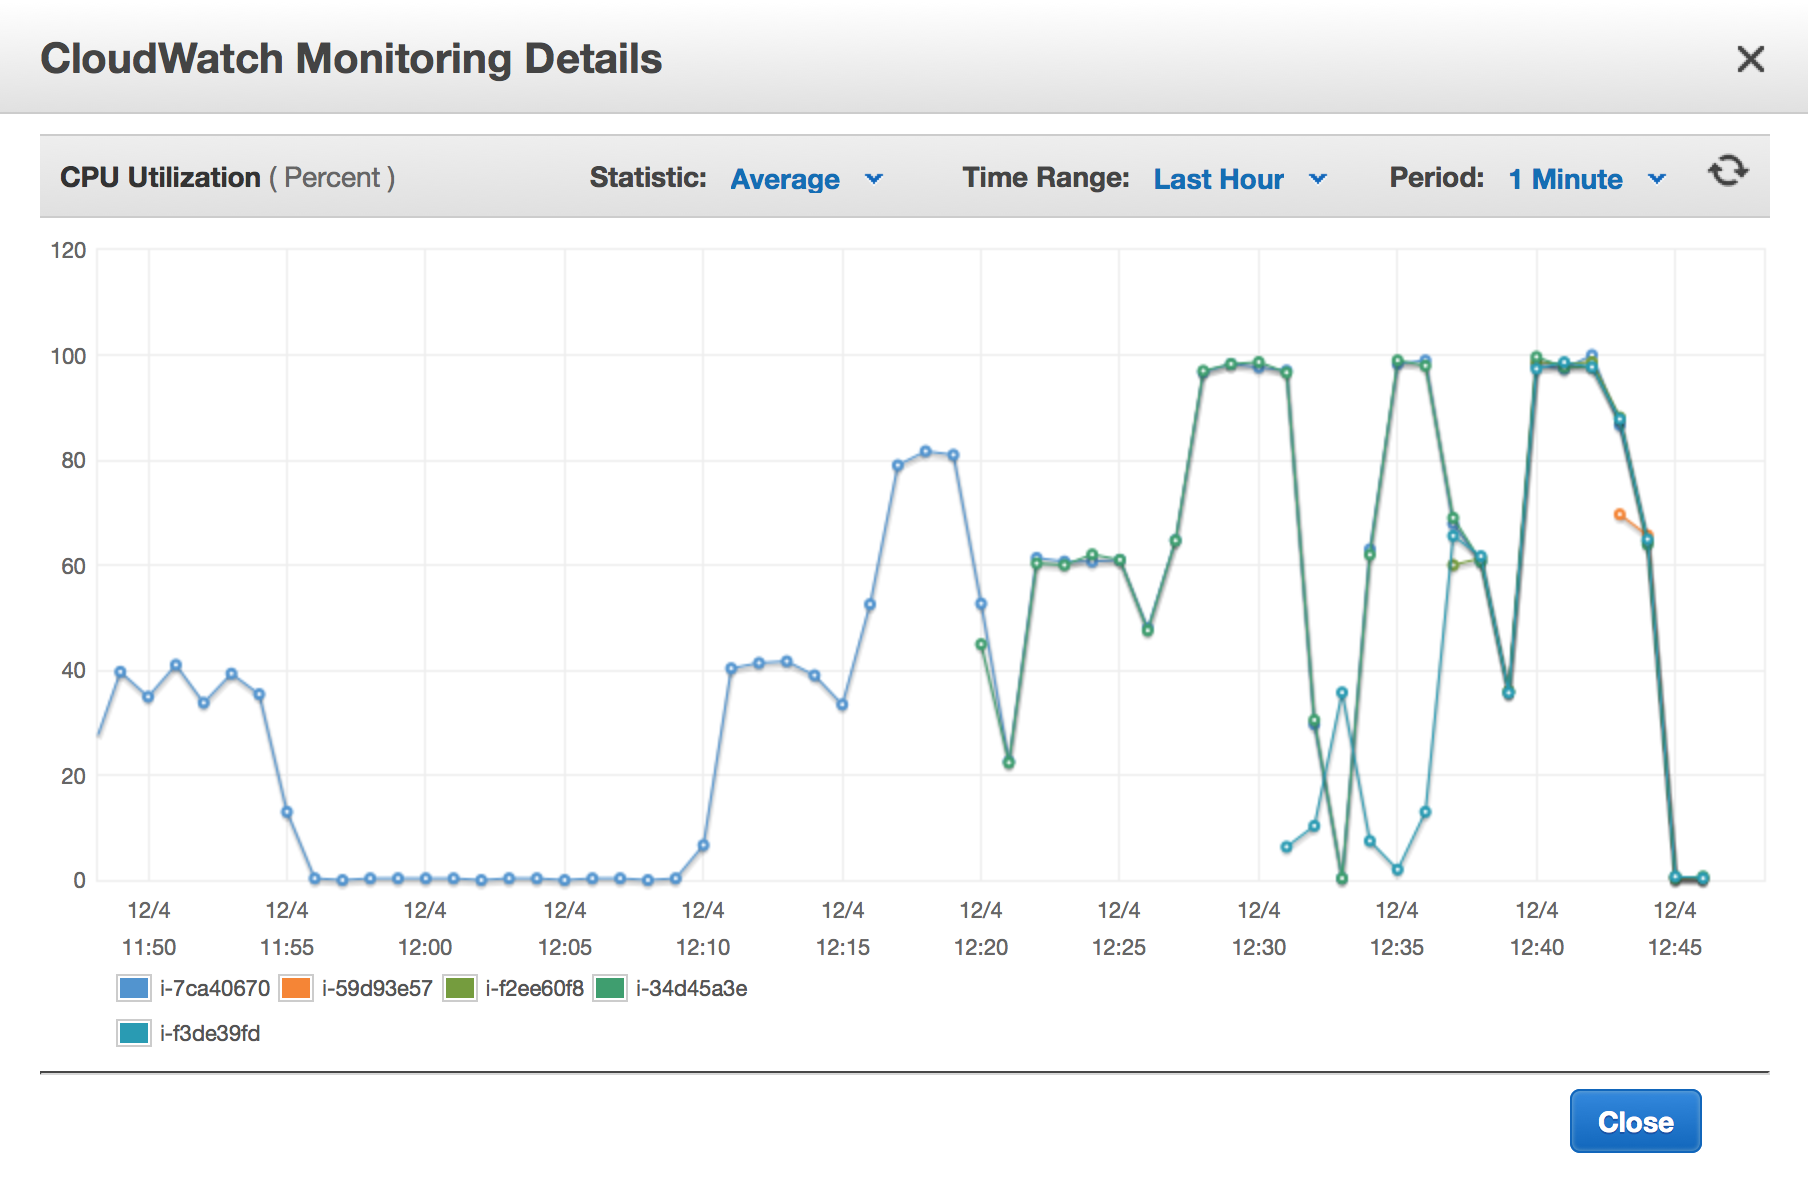 CloudWatch Monitoring Details
CPU Utilization ( Percent ) Statistic: Average Time Range: Last Hour Period: 1 Minute
120
100
80
60
40
20
0
12/4 12/4 12/4 12/4 12/4 12/4 12/4 12/4 12/4 12/4 12/4 12/4
11:50 11:55 12:00 12:05 12:10 12:15 12:20 12:25 12:30 12:35 12:40 12:45
i-7ca40670 i-59d93e57 i-f2ee60f8 i-34d45a3e
i-f3de39fd
Close